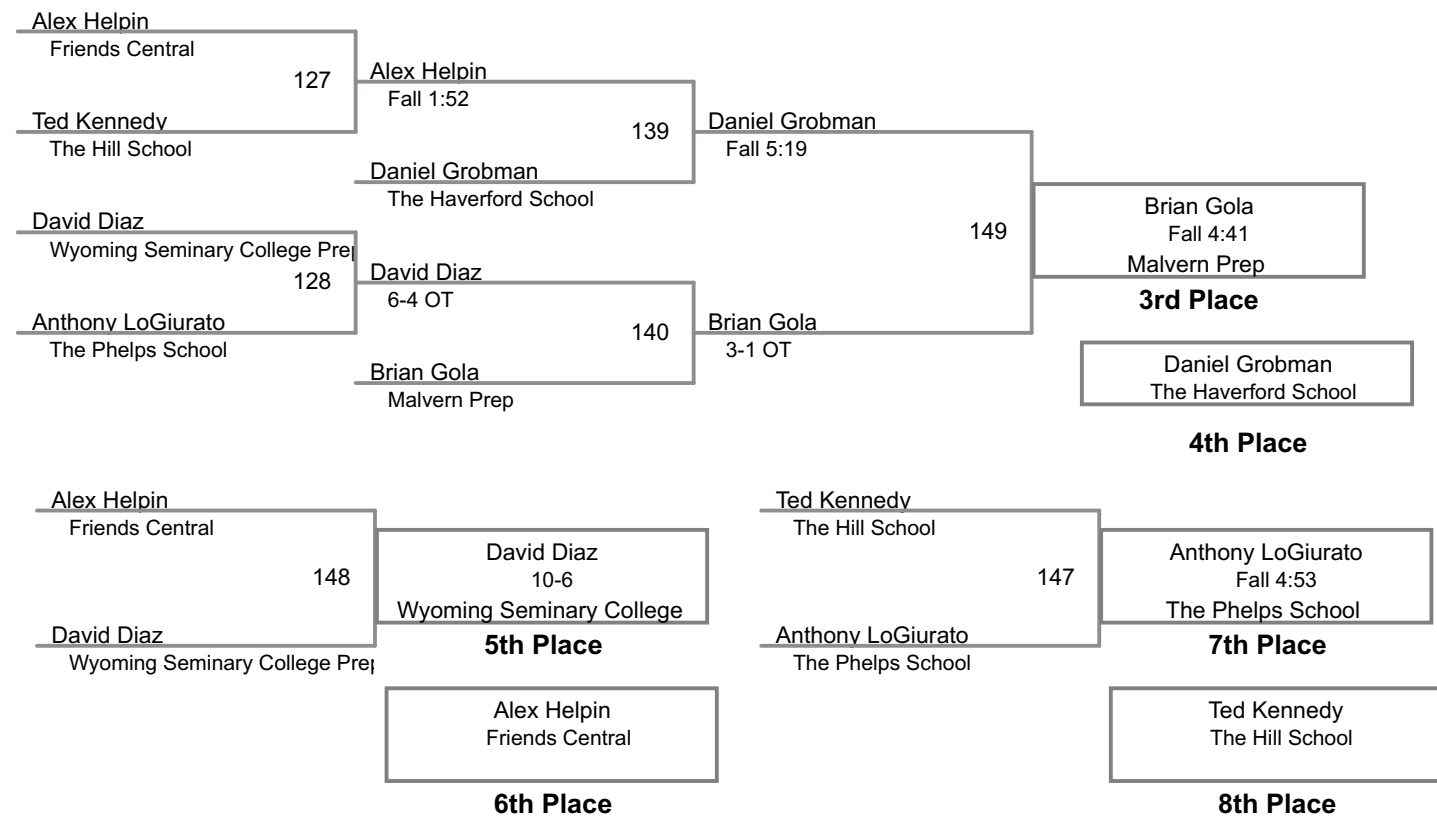 Alex Helpin
Friends Central
127
Alex Helpin
Fall 1:52
Ted Kennedy
The Hill School
139
Daniel Grobman
Fall 5:19
Daniel Grobman
The Haverford School
David Diaz
Wyoming Seminary College Prep
128
David Diaz
6-4 OT
Anthony LoGiurato
The Phelps School
140
Brian Gola
3-1 OT
Brian Gola
Malvern Prep
149
Brian Gola
Fall 4:41
Malvern Prep
3rd Place
Daniel Grobman
The Haverford School
4th Place
Alex Helpin
Friends Central
148
David Diaz
Wyoming Seminary College Prep
David Diaz
10-6
Wyoming Seminary College
5th Place
Alex Helpin
Friends Central
6th Place
Ted Kennedy
The Hill School
147
Anthony LoGiurato
The Phelps School
Anthony LoGiurato
Fall 4:53
The Phelps School
7th Place
Ted Kennedy
The Hill School
8th Place